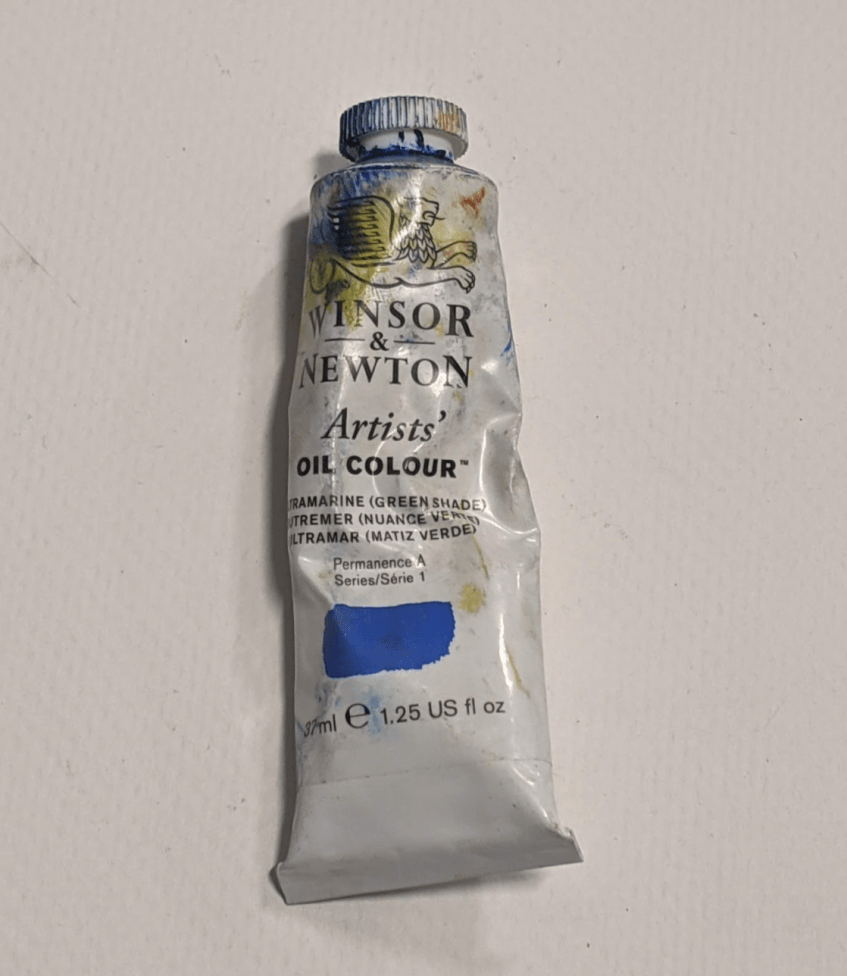 WINSOR
&
NEWTON
Artists'
OIL COLOUR™
TRAMARINE (GREEN SHADE)
UTREMER (NUANCE VERTE)
ULTRAMAR (MATIZ VERDE)
Permanence A
Series/Série 1
37ml ℮ 1.25 US fl oz